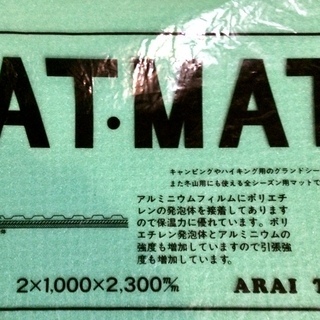 AT・MAT
キャンピングやハイキング用のグランドシー
また冬山用にも使える全シーズン用マットで
アルミニウムフィルムにポリエチ
レンの発泡体を接着してあります
ので保温力に優れています。ポリ
エチレン発泡体とアルミニウムの
強度も増加していますので引張強
度も増加しています。
2×1,000×2,300㎜
ARAI T